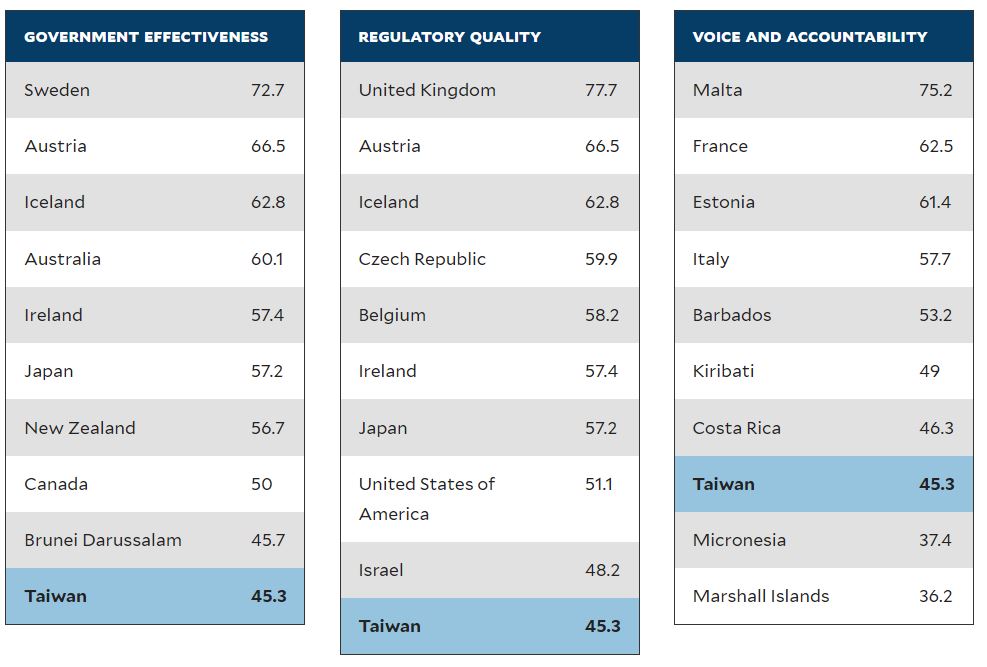 GOVERNMENT EFFECTIVENESS
Sweden 72.7
Austria 66.5
Iceland 62.8
Australia 60.1
Ireland 57.4
Japan 57.2
New Zealand 56.7
Canada 50
Brunei Darussalam 45.7
Taiwan 45.3
REGULATORY QUALITY
United Kingdom 77.7
Austria 66.5
Iceland 62.8
Czech Republic 59.9
Belgium 58.2
Ireland 57.4
Japan 57.2
United States of 51.1
America
Israel 48.2
Taiwan 45.3
VOICE AND ACCOUNTABILITY
Malta 75.2
France 62.5
Estonia 61.4
Italy 57.7
Barbados 53.2
Kiribati 49
Costa Rica 46.3
Taiwan 45.3
Micronesia 37.4
Marshall Islands 36.2